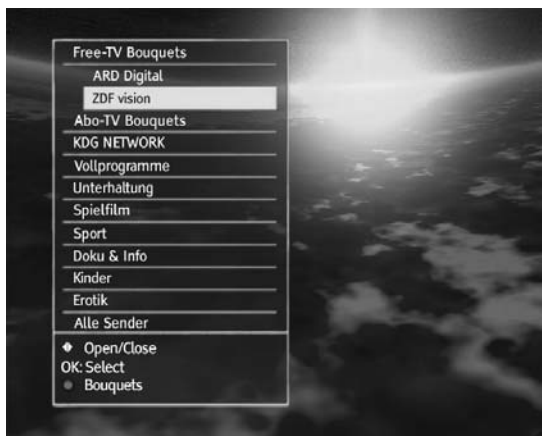 Free-TV Bouquets
ARD Digital
ZDF vision
Abo-TV Bouquets
KDG NETWORK
Vollprogramme
Unterhaltung
Spielfilm
Sport
Doku & Info
Kinder
Erotik
Alle Sender
Open/Close
OK: Select
Bouquets